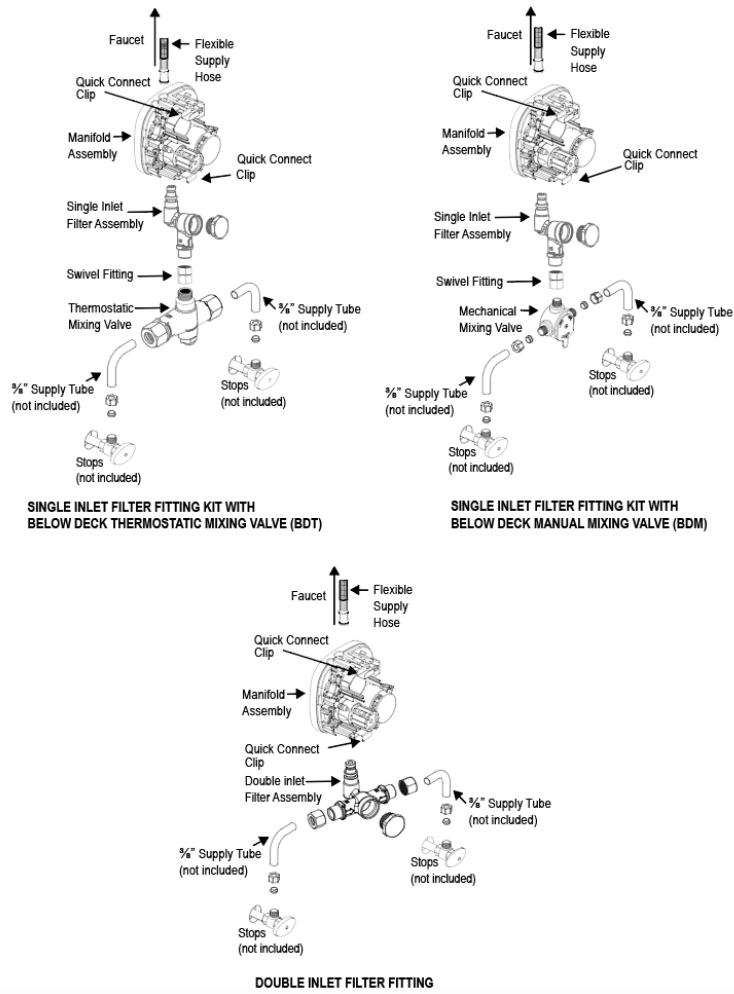 Faucet
Flexible
Supply
Hose
Quick Connect
Clip
Manifold
Assembly
Quick Connect
Clip
Single Inlet
Filter Assembly
Swivel Fitting
Thermostatic
Mixing Valve
⅜" Supply Tube
(not included)
⅜" Supply Tube
(not included)
Stops
(not included)
Stops
(not included)
SINGLE INLET FILTER FITTING KIT WITH
BELOW DECK THERMOSTATIC MIXING VALVE (BDT)
Faucet
Flexible
Supply
Hose
Quick Connect
Clip
Manifold
Assembly
Quick Connect
Clip
Single Inlet
Filter Assembly
Swivel Fitting
Mechanical
Mixing Valve
⅜" Supply Tube
(not included)
Stops
(not included)
⅜" Supply Tube
(not included)
Stops
(not included)
SINGLE INLET FILTER FITTING KIT WITH
BELOW DECK MANUAL MIXING VALVE (BDM)
Faucet
Flexible
Supply
Hose
Quick Connect
Clip
Manifold
Assembly
Quick Connect
Clip
Double inlet
Filter Assembly
⅜" Supply Tube
(not included)
⅜" Supply Tube
(not included)
Stops
(not included)
Stops
(not included)
DOUBLE INLET FILTER FITTING